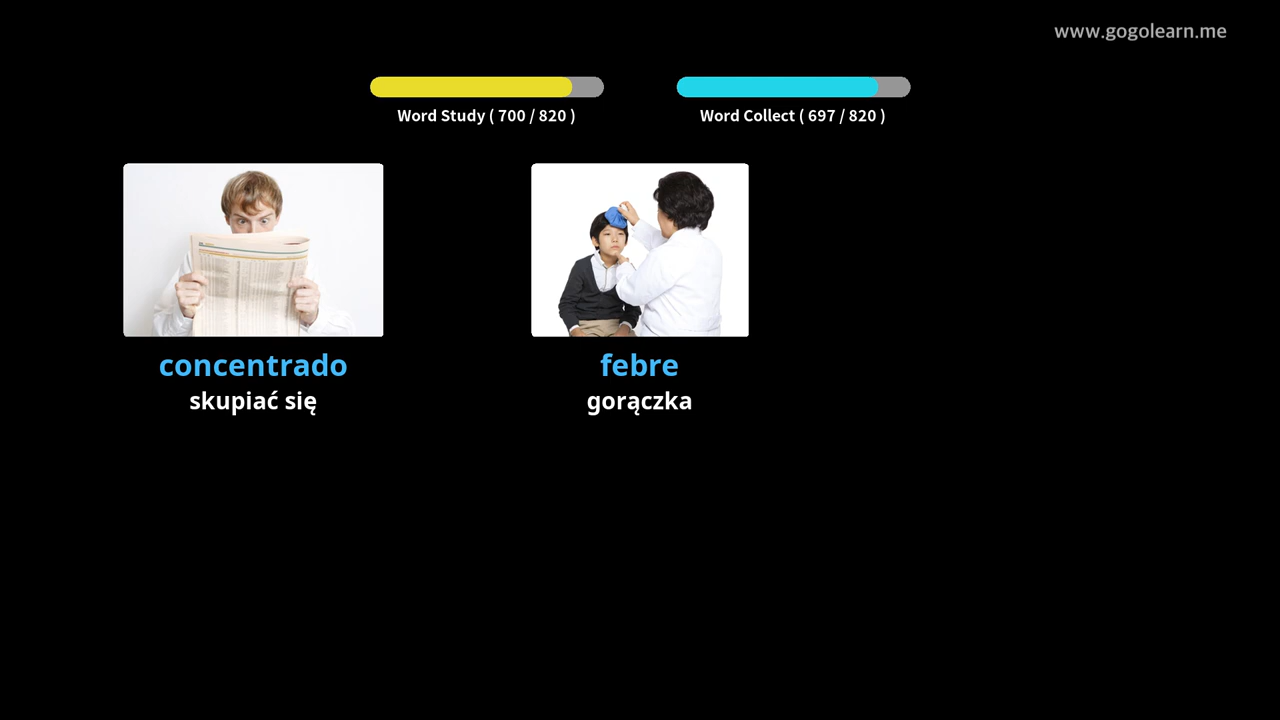 www.gogolearn.me
Word Study ( 700 / 820 )
Word Collect ( 697 / 820 )
concentrado
skupiać się
febre
gorączka